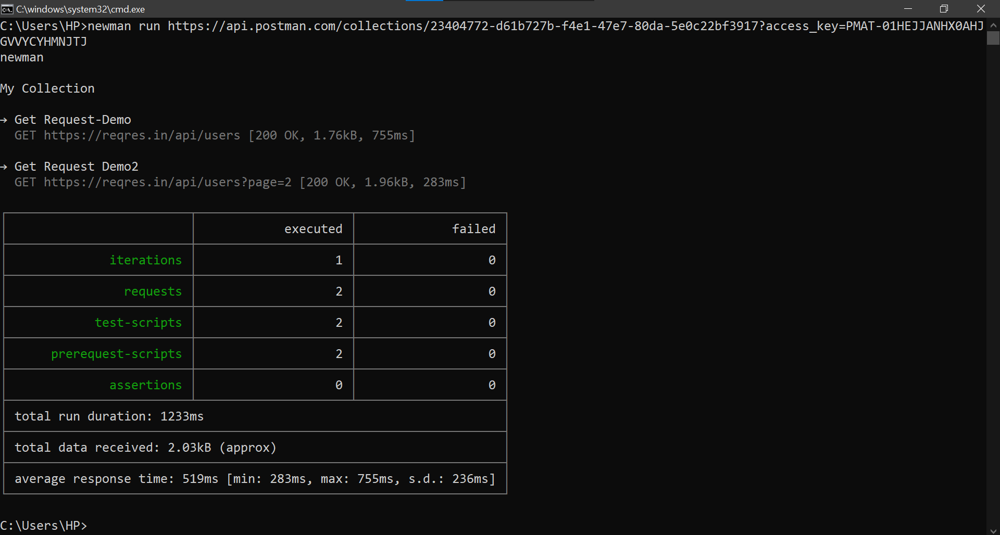 C:\windows\system32\cmd.exe
C:\Users\HP>newman run https://api.postman.com/collections/23404772-d61b727b-f4e1-47e7-80da-5e0c22bf3917?access_key=PMAT-01HEJJANHX0AHJ
GVVYCYHMNJTJ
newman
My Collection
→ Get Request-Demo
GET https://reqres.in/api/users [200 OK, 1.76kB, 755ms]
→ Get Request Demo2
GET https://reqres.in/api/users?page=2 [200 OK, 1.96kB, 283ms]
executed failed
iterations 1 0
requests 2 0
test-scripts 2 0
prerequest-scripts 2 0
assertions 0 0
total run duration: 1233ms
total data received: 2.03kB (approx)
average response time: 519ms [min: 283ms, max: 755ms, s.d.: 236ms]
C:\Users\HP>